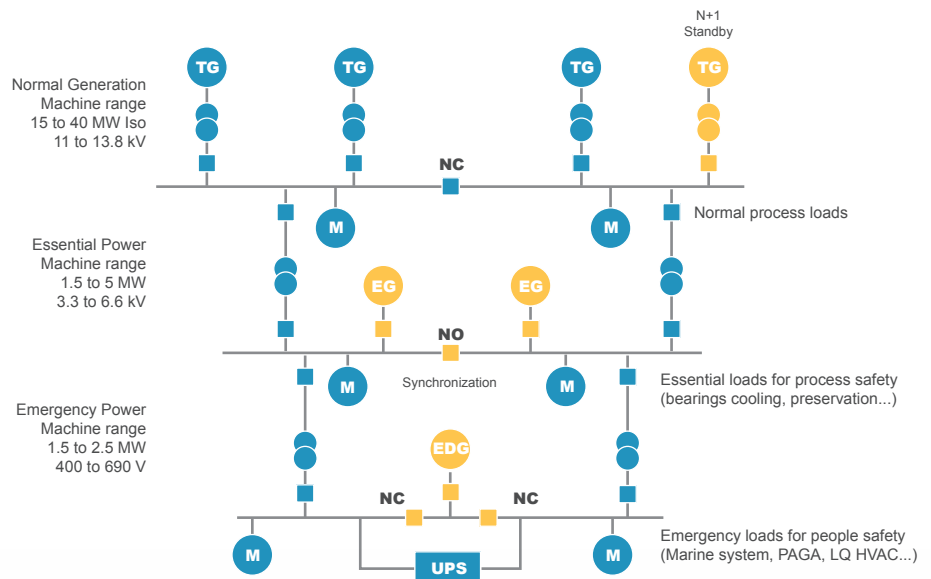 N+1
Standby
TG
TG
TG
TG
Normal Generation
Machine range
15 to 40 MW Iso
11 to 13.8 kV
NC
M
M
Normal process loads
Essential Power
Machine range
1.5 to 5 MW
3.3 to 6.6 kV
EG
EG
NO
Synchronization
M
M
Essential loads for process safety
(bearings cooling, preservation...)
Emergency Power
Machine range
1.5 to 2.5 MW
400 to 690 V
EDG
NC
NC
M
M
UPS
Emergency loads for people safety
(Marine system, PAGA, LQ HVAC...)